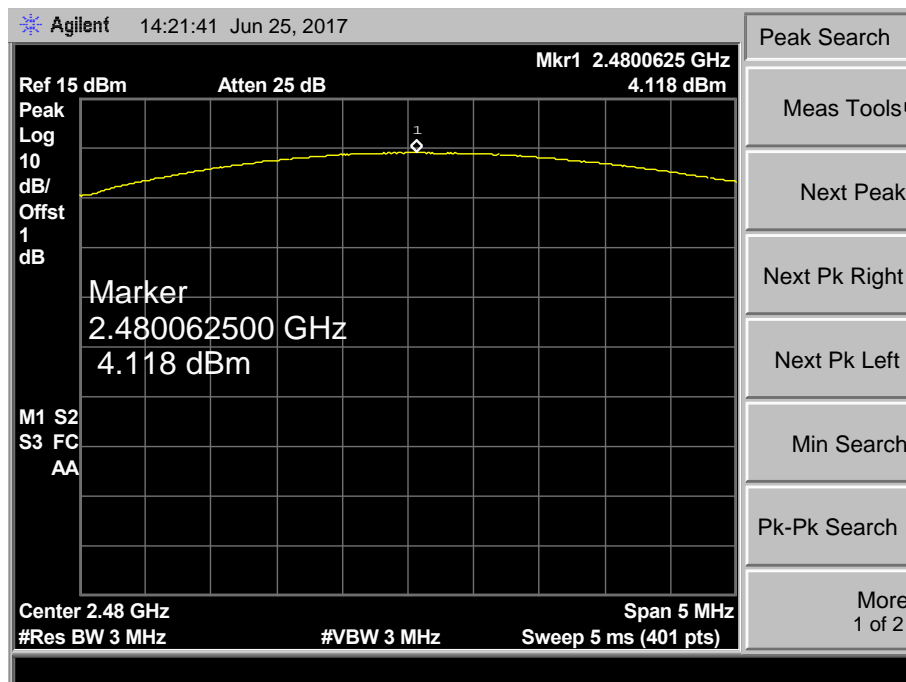 Agilent 14:21:41 Jun 25, 2017
Peak Search
Mkr1 2.4800625 GHz
Ref 15 dBm Atten 25 dB 4.118 dBm
Peak
Log
10
dB/
Offst
1
dB
1
Marker
2.480062500 GHz
4.118 dBm
M1 S2
S3 FC
AA
Center 2.48 GHz Span 5 MHz
#Res BW 3 MHz #VBW 3 MHz Sweep 5 ms (401 pts)
Meas Tools
Next Peak
Next Pk Right
Next Pk Left
Min Search
Pk-Pk Search
More
1 of 2